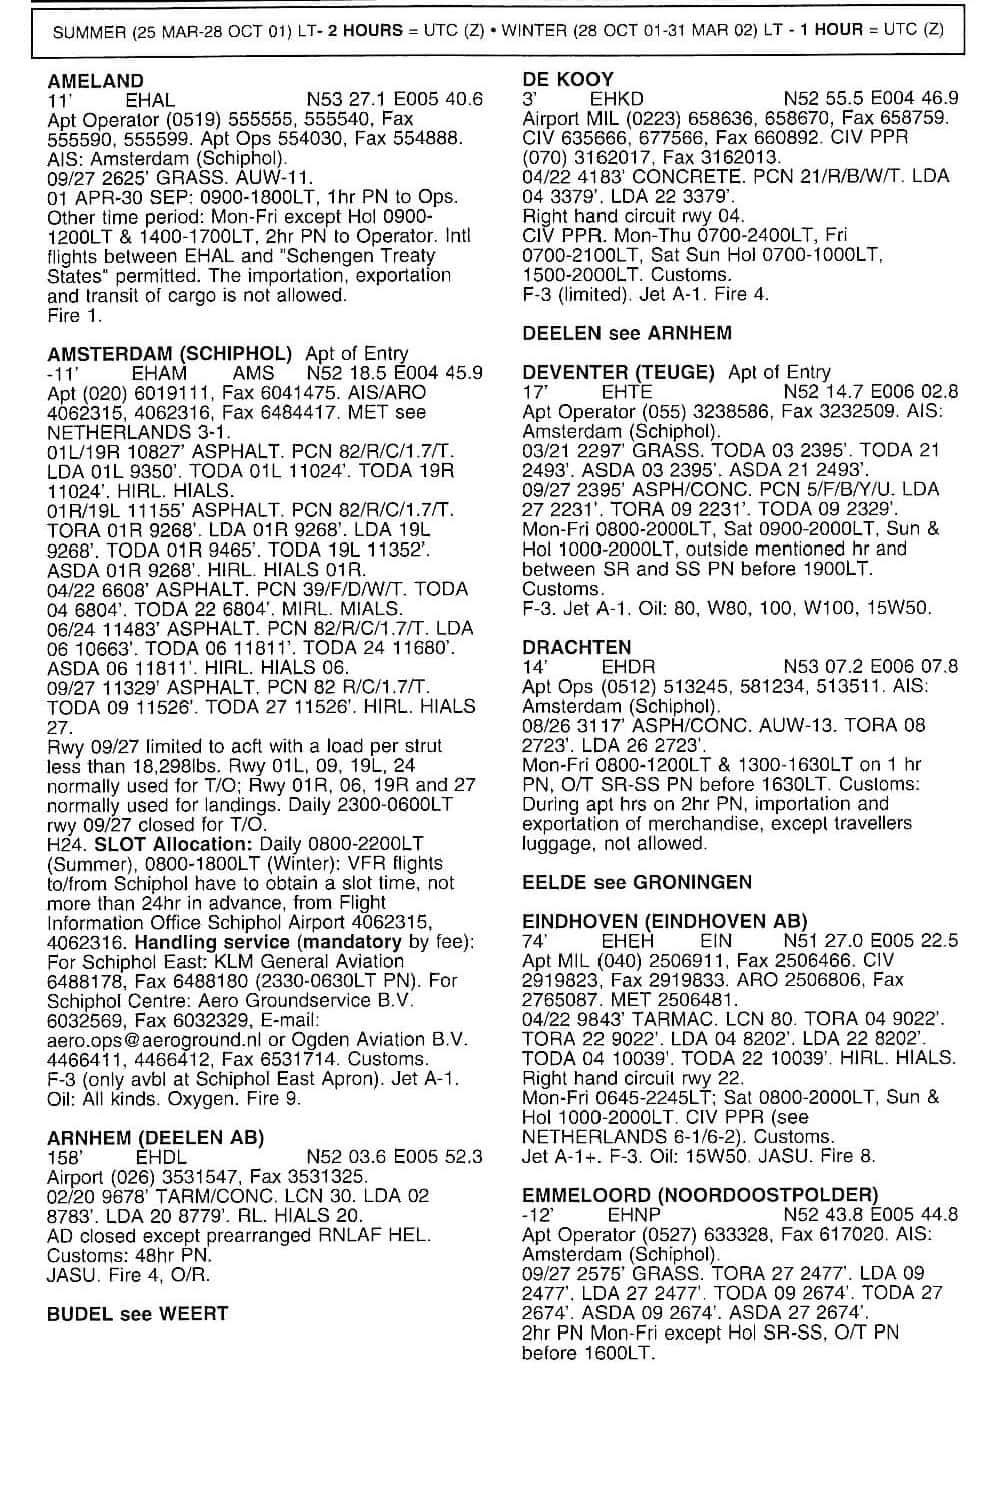 SUMMER (25 MAR-28 OCT 01) LT- 2 HOURS = UTC (Z) • WINTER (28 OCT 01-31 MAR 02) LT - 1 HOUR = UTC (Z)
AMELAND
11' EHAL N53 27.1 E005 40.6
Apt Operator (0519) 555555, 555540, Fax
555590, 555599. Apt Ops 554030, Fax 554888.
AIS: Amsterdam (Schiphol).
09/27 2625' GRASS. AUW-11.
01 APR-30 SEP: 0900-1800LT, 1hr PN to Ops.
Other time period: Mon-Fri except Hol 0900-
1200LT & 1400-1700LT, 2hr PN to Operator. Intl
flights between EHAL and "Schengen Treaty
States" permitted. The importation, exportation
and transit of cargo is not allowed.
Fire 1.
AMSTERDAM (SCHIPHOL) Apt of Entry
-11' EHAM AMS N52 18.5 E004 45.9
Apt (020) 6019111, Fax 6041475. AIS/ARO
4062315, 4062316, Fax 6484417. MET see
NETHERLANDS 3-1.
01L/19R 10827' ASPHALT. PCN 82/R/C/1.7/T.
LDA 01L 9350'. TODA 01L 11024'. TODA 19R
11024'. HIRL. HIALS.
01R/19L 11155' ASPHALT. PCN 82/R/C/1.7/T.
TORA 01R 9268'. LDA 01R 9268'. LDA 19L
9268'. TODA 01R 9465'. TODA 19L 11352'.
ASDA 01R 9268'. HIRL. HIALS 01R.
04/22 6608' ASPHALT. PCN 39/F/D/W/T. TODA
04 6804'. TODA 22 6804'. MIRL. MIALS.
06/24 11483' ASPHALT. PCN 82/R/C/1.7/T. LDA
06 10663'. TODA 06 11811'. TODA 24 11680'.
ASDA 06 11811'. HIRL. HIALS 06.
09/27 11329' ASPHALT. PCN 82 R/C/1.7/T.
TODA 09 11526'. TODA 27 11526'. HIRL. HIALS
27.
Rwy 09/27 limited to acft with a load per strut
less than 18,298lbs. Rwy 01L, 09, 19L, 24
normally used for T/O; Rwy 01R, 06, 19R and 27
normally used for landings. Daily 2300-0600LT
rwy 09/27 closed for T/O.
H24. SLOT Allocation: Daily 0800-2200LT
(Summer), 0800-1800LT (Winter): VFR flights
to/from Schiphol have to obtain a slot time, not
more than 24hr in advance, from Flight
Information Office Schiphol Airport 4062315,
4062316. Handling service (mandatory by fee):
For Schiphol East: KLM General Aviation
6488178, Fax 6488180 (2330-0630LT PN). For
Schiphol Centre: Aero Groundservice B.V.
6032569, Fax 6032329, E-mail:
aero.ops@aeroground.nl or Ogden Aviation B.V.
4466411, 4466412, Fax 6531714. Customs.
F-3 (only avbl at Schiphol East Apron). Jet A-1.
Oil: All kinds. Oxygen. Fire 9.
ARNHEM (DEELEN AB)
158' EHDL N52 03.6 E005 52.3
Airport (026) 3531547, Fax 3531325.
02/20 9678' TARM/CONC. LCN 30. LDA 02
8783'. LDA 20 8779'. RL. HIALS 20.
AD closed except prearranged RNLAF HEL.
Customs: 48hr PN.
JASU. Fire 4, O/R.
BUDEL see WEERT
DE KOOY
3' EHKD N52 55.5 E004 46.9
Airport MIL (0223) 658636, 658670, Fax 658759.
CIV 635666, 677566, Fax 660892. CIV PPR
(070) 3162017, Fax 3162013.
04/22 4183' CONCRETE. PCN 21/R/B/W/T. LDA
04 3379'. LDA 22 3379'.
Right hand circuit rwy 04.
CIV PPR. Mon-Thu 0700-2400LT, Fri
0700-2100LT, Sat Sun Hol 0700-1000LT,
1500-2000LT. Customs.
F-3 (limited). Jet A-1. Fire 4.
DEELEN see ARNHEM
DEVENTER (TEUGE) Apt of Entry
17' EHTE N52 14.7 E006 02.8
Apt Operator (055) 3238586, Fax 3232509. AIS:
Amsterdam (Schiphol).
03/21 2297' GRASS. TODA 03 2395'. TODA 21
2493'. ASDA 03 2395'. ASDA 21 2493'.
09/27 2395' ASPH/CONC. PCN 5/F/B/Y/U. LDA
27 2231'. TORA 09 2231'. TODA 09 2329'.
Mon-Fri 0800-2000LT, Sat 0900-2000LT, Sun &
Hol 1000-2000LT, outside mentioned hr and
between SR and SS PN before 1900LT.
Customs.
F-3. Jet A-1. Oil: 80, W80, 100, W100, 15W50.
DRACHTEN
14' EHDR N53 07.2 E006 07.8
Apt Ops (0512) 513245, 581234, 513511. AIS:
Amsterdam (Schiphol).
08/26 3117' ASPH/CONC. AUW-13. TORA 08
2723'. LDA 26 2723'.
Mon-Fri 0800-1200LT & 1300-1630LT on 1 hr
PN, O/T SR-SS PN before 1630LT. Customs:
During apt hrs on 2hr PN, importation and
exportation of merchandise, except travellers
luggage, not allowed.
EELDE see GRONINGEN
EINDHOVEN (EINDHOVEN AB)
74' EHEH EIN N51 27.0 E005 22.5
Apt MIL (040) 2506911, Fax 2506466. CIV
2919823, Fax 2919833. ARO 2506806, Fax
2765087. MET 2506481.
04/22 9843' TARMAC. LCN 80. TORA 04 9022'.
TORA 22 9022'. LDA 04 8202'. LDA 22 8202'.
TODA 04 10039'. TODA 22 10039'. HIRL. HIALS.
Right hand circuit rwy 22.
Mon-Fri 0645-2245LT; Sat 0800-2000LT, Sun &
Hol 1000-2000LT. CIV PPR (see
NETHERLANDS 6-1/6-2). Customs.
Jet A-1+. F-3. Oil: 15W50. JASU. Fire 8.
EMMELOORD (NOORDOOSTPOLDER)
-12' EHNP N52 43.8 E005 44.8
Apt Operator (0527) 633328, Fax 617020. AIS:
Amsterdam (Schiphol).
09/27 2575' GRASS. TORA 27 2477'. LDA 09
2477'. LDA 27 2477'. TODA 09 2674'. TODA 27
2674'. ASDA 09 2674'. ASDA 27 2674'.
2hr PN Mon-Fri except Hol SR-SS, O/T PN
before 1600LT.